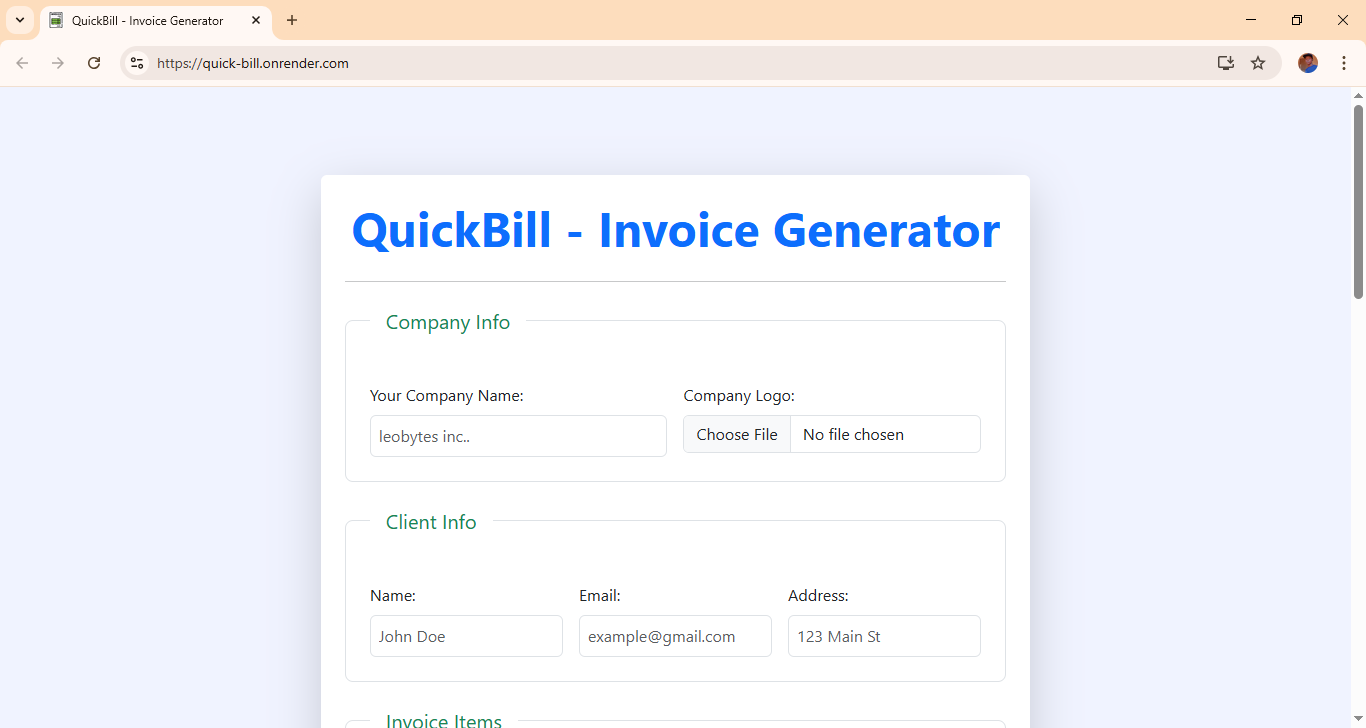 QuickBill - Invoice Generator
https://quick-bill.onrender.com
QuickBill - Invoice Generator
Company Info
Your Company Name:
Company Logo:
leobytes inc..
Choose File
No file chosen
Client Info
Name:
Email:
Address:
John Doe
example@gmail.com
123 Main St
Invoice Items